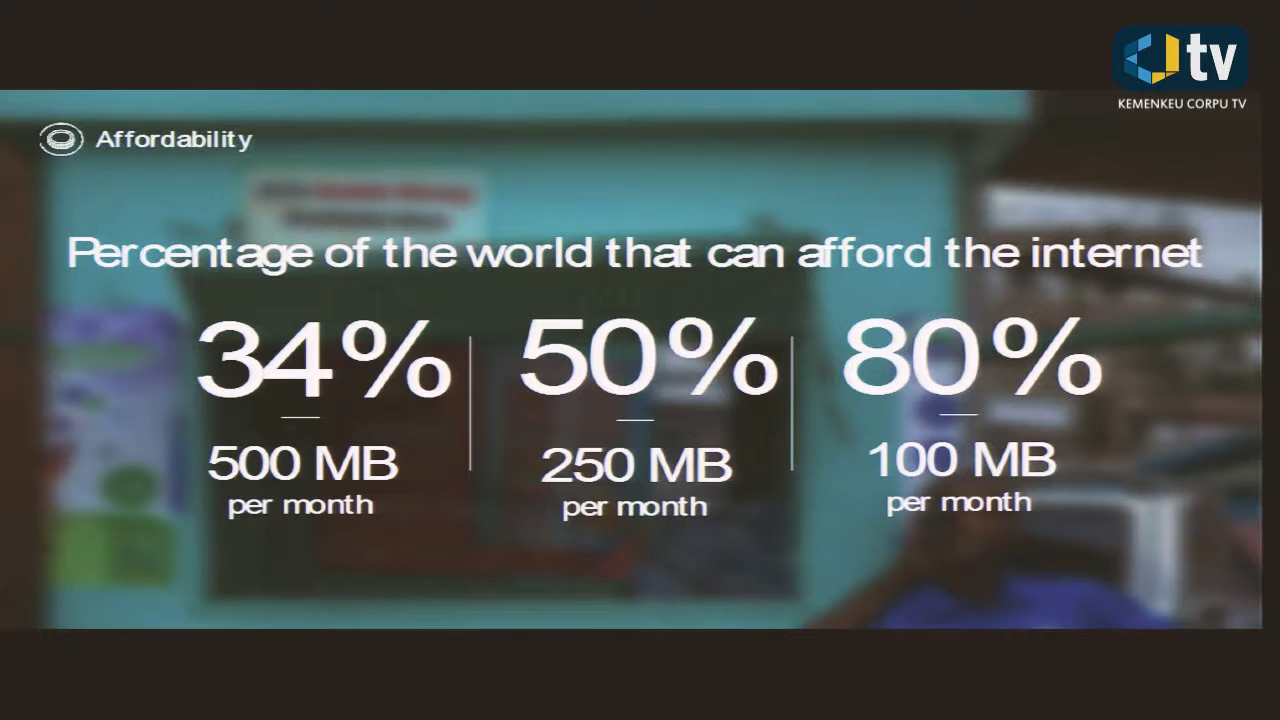 tv
KEMENKEU CORPU TV
Affordability
Percentage of the world that can afford the internet
34% 50% 80%
500 MB 250 MB 100 MB
per month per month per month